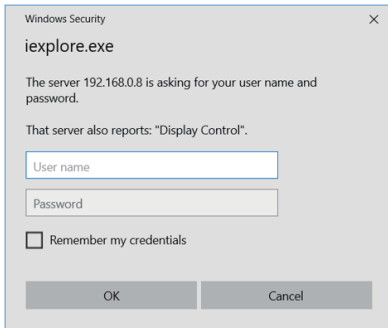 Windows Security
iexplore.exe
The server 192.168.0.8 is asking for your user name and
password.
That server also reports: "Display Control".
User name
Password
Remember my credentials
OK Cancel